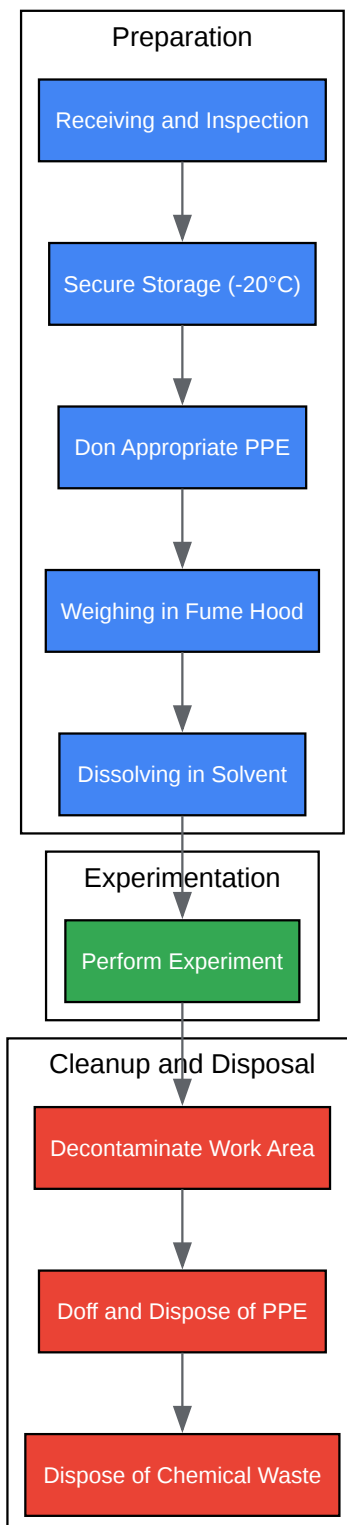 Preparation
Receiving and Inspection
Secure Storage (-20°C)
Don Appropriate PPE
Weighing in Fume Hood
Dissolving in Solvent
Experimentation
Perform Experiment
Cleanup and Disposal
Decontaminate Work Area
Doff and Dispose of PPE
Dispose of Chemical Waste